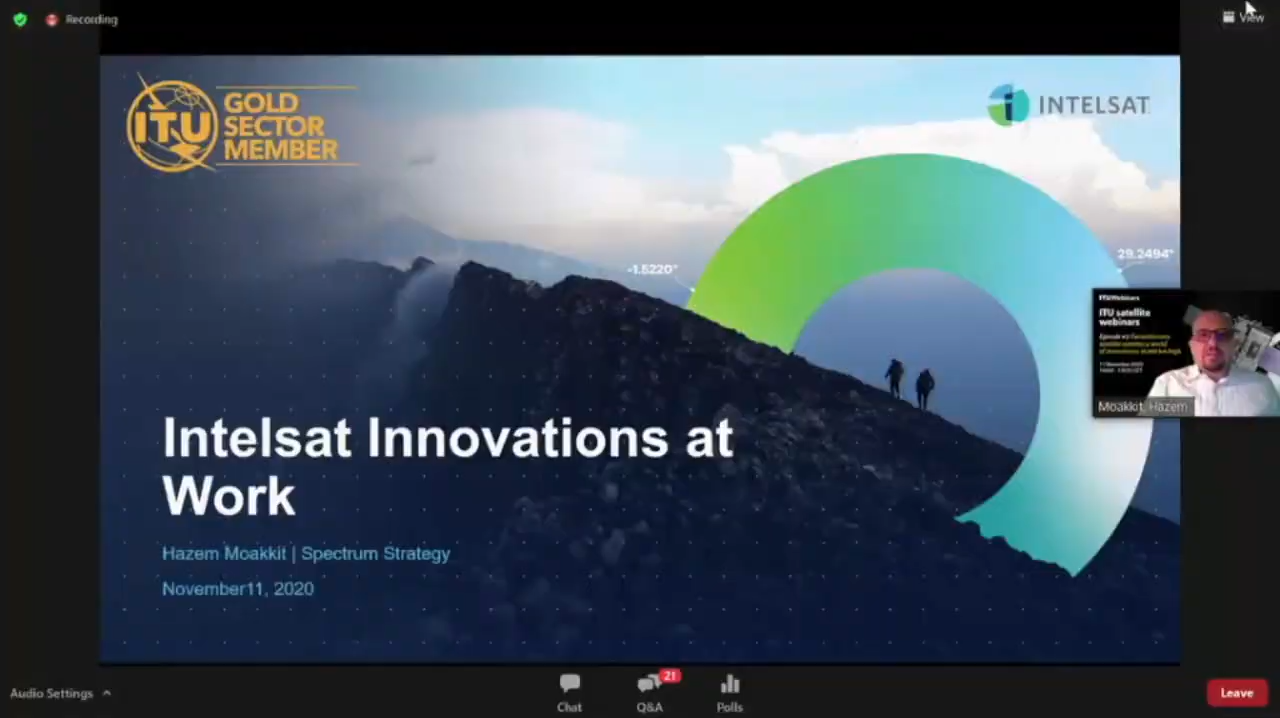 Recording
View
ITU
GOLD
SECTOR
MEMBER
INTELSAT
-1.5220°
29.2494°
ITUWebinars
ITU satellite
webinars
Moakkit, Hazem
Intelsat Innovations at
Work
Hazem Moakkit | Spectrum Strategy
November11, 2020
Audio Settings
Chat
21
Q&A
Polls
Leave